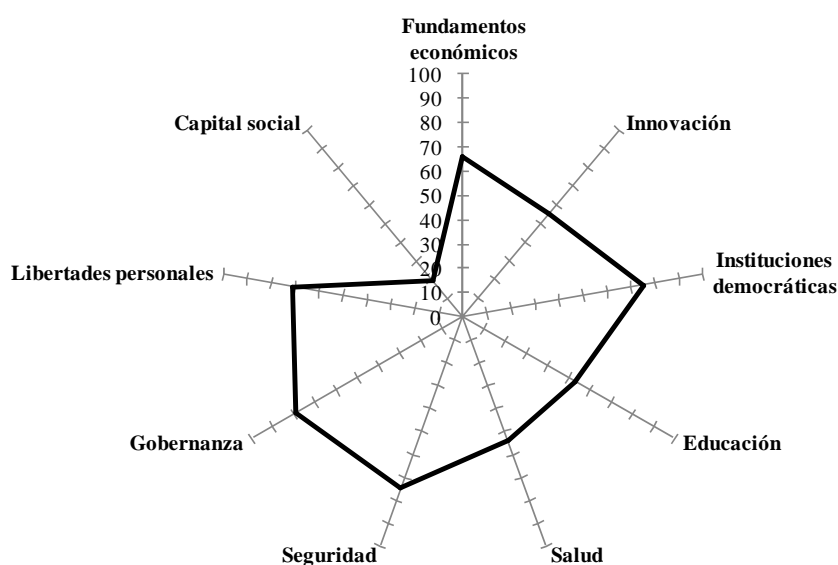 Fundamentos
económicos
100
90
80
70
60
50
40
30
20
10
0
Innovación
Instituciones
democráticas
Educación
Salud
Seguridad
Gobernanza
Libertades personales
Capital social